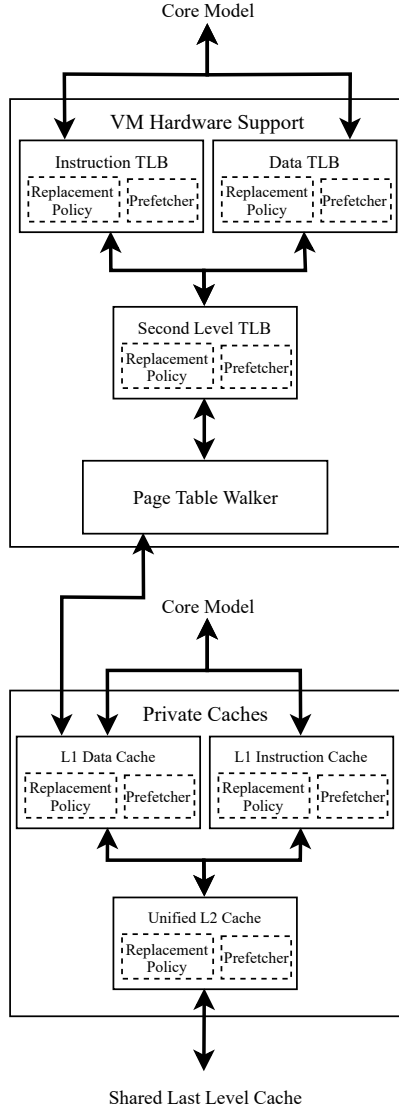 Core Model
VM Hardware Support
Instruction TLB
Replacement
Policy
Prefetcher
Data TLB
Replacement
Policy
Prefetcher
Second Level TLB
Replacement
Policy
Prefetcher
Page Table Walker
Core Model
Private Caches
L1 Data Cache
Replacement
Policy
Prefetcher
L1 Instruction Cache
Replacement
Policy
Prefetcher
Unified L2 Cache
Replacement
Policy
Prefetcher
Shared Last Level Cache